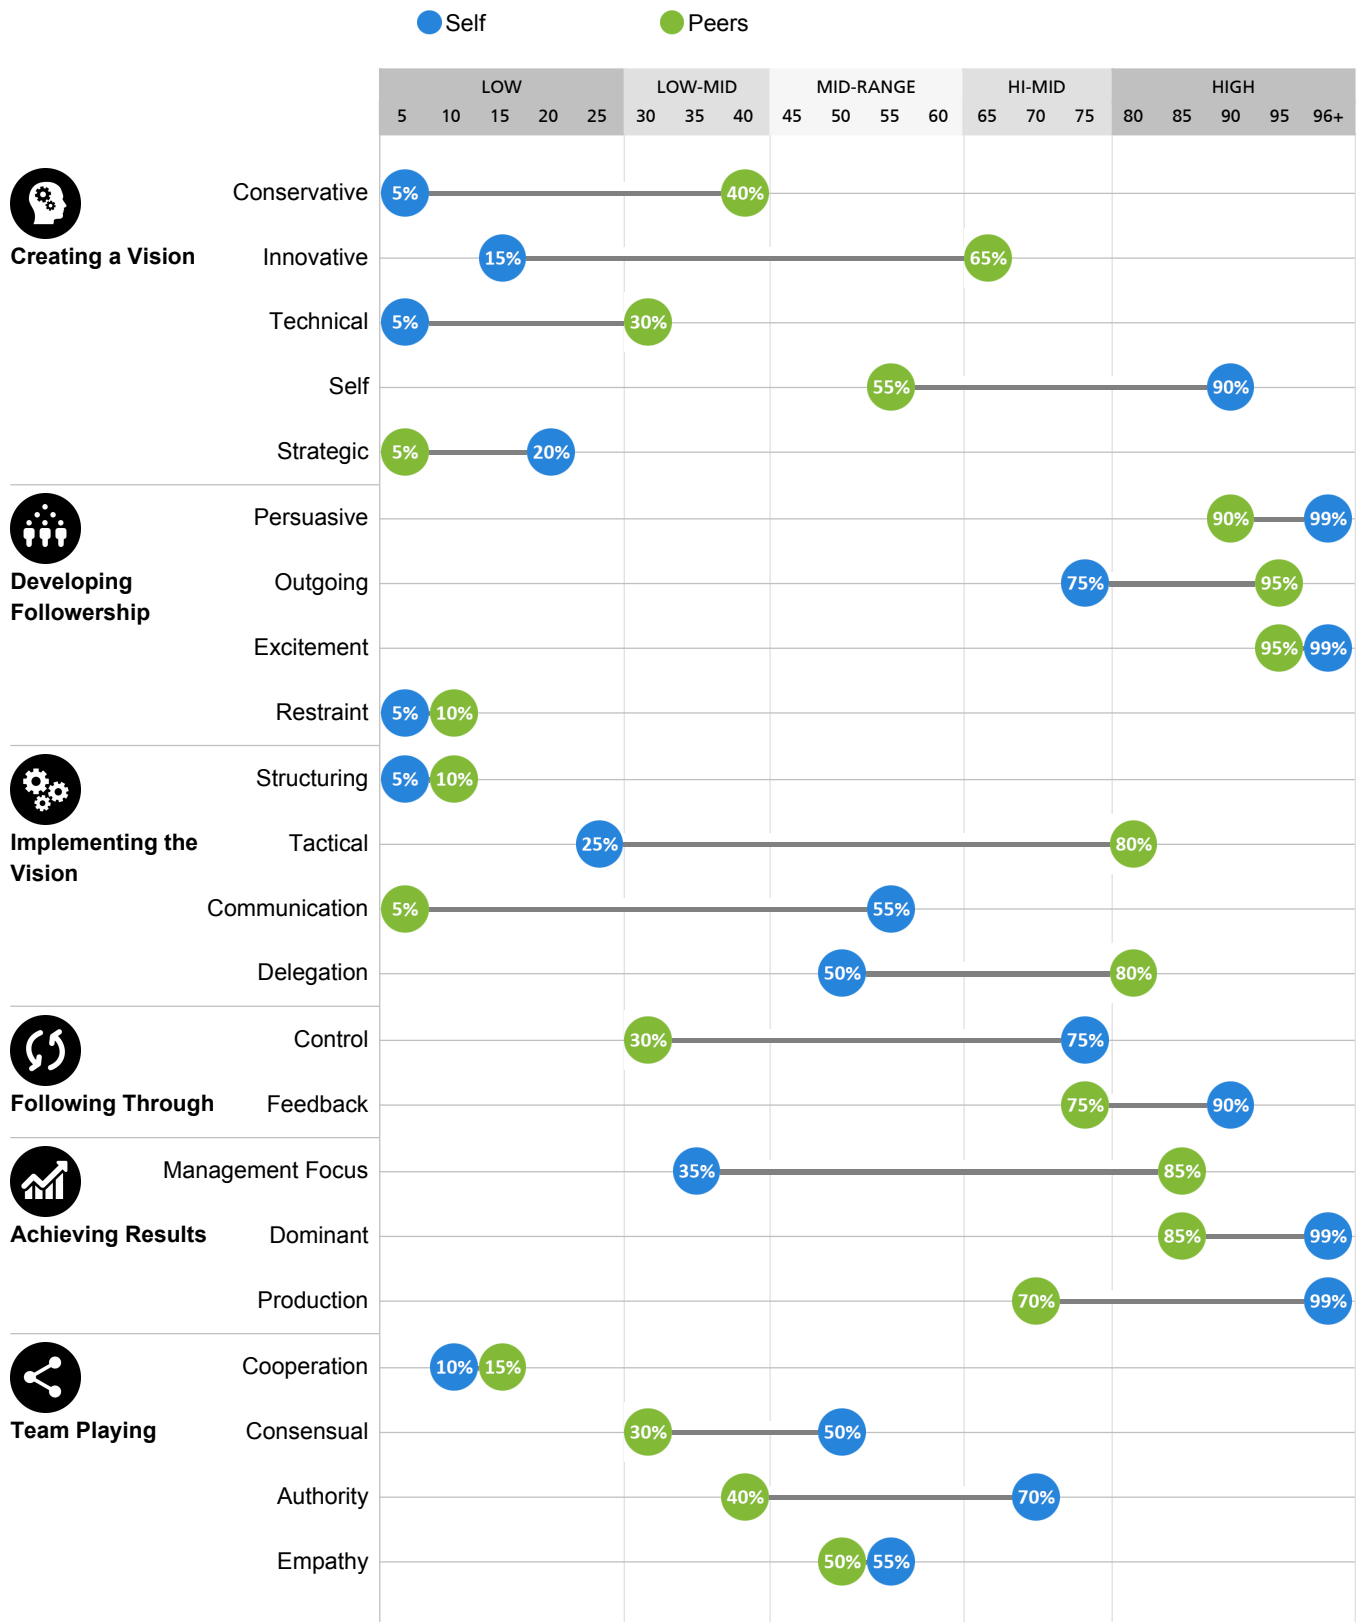 Self Peers
LOW LOW-MID MID-RANGE HI-MID HIGH
5 10 15 20 25 30 35 40 45 50 55 60 65 70 75 80 85 90 95 96+
Conservative 5% 40%
Creating a Vision Innovative 15% 65%
Technical 5% 30%
Self 55% 90%
Strategic 5% 20%
Persuasive 90% 99%
Developing
Followership
Outgoing 75% 95%
Excitement 95% 99%
Restraint 5% 10%
Structuring 5% 10%
Implementing the
Vision
Tactical 25% 80%
Communication 5% 55%
Delegation 50% 80%
Control 30% 75%
Following Through Feedback 75% 90%
Management Focus 35% 85%
Achieving Results Dominant 85% 99%
Production 70% 99%
Cooperation 10% 15%
Team Playing Consensual 30% 50%
Authority 40% 70%
Empathy 50% 55%